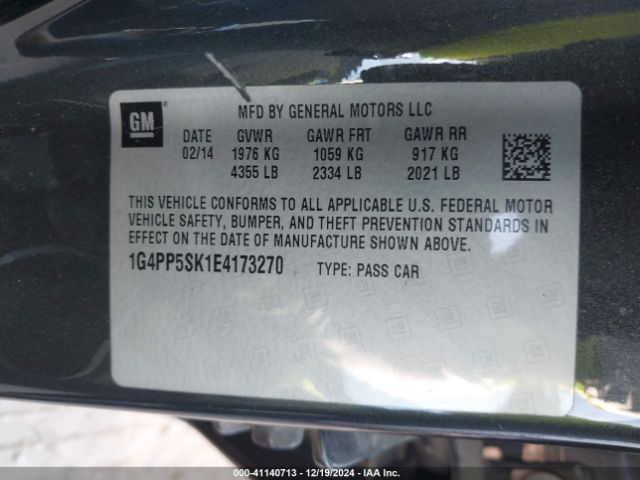 GM
MFD BY GENERAL MOTORS LLC
DATE GVWR GAWR FRT GAWR RR
02/14 1976 KG 1059 KG 917 KG
4355 LB 2334 LB 2021 LB
THIS VEHICLE CONFORMS TO ALL APPLICABLE U.S. FEDERAL MOTOR
VEHICLE SAFETY, BUMPER, AND THEFT PREVENTION STANDARDS IN
EFFECT ON THE DATE OF MANUFACTURE SHOWN ABOVE.
1G4PP5SK1E4173270 TYPE: PASS CAR
000-41140713 - 12/19/2024 - IAA Inc.